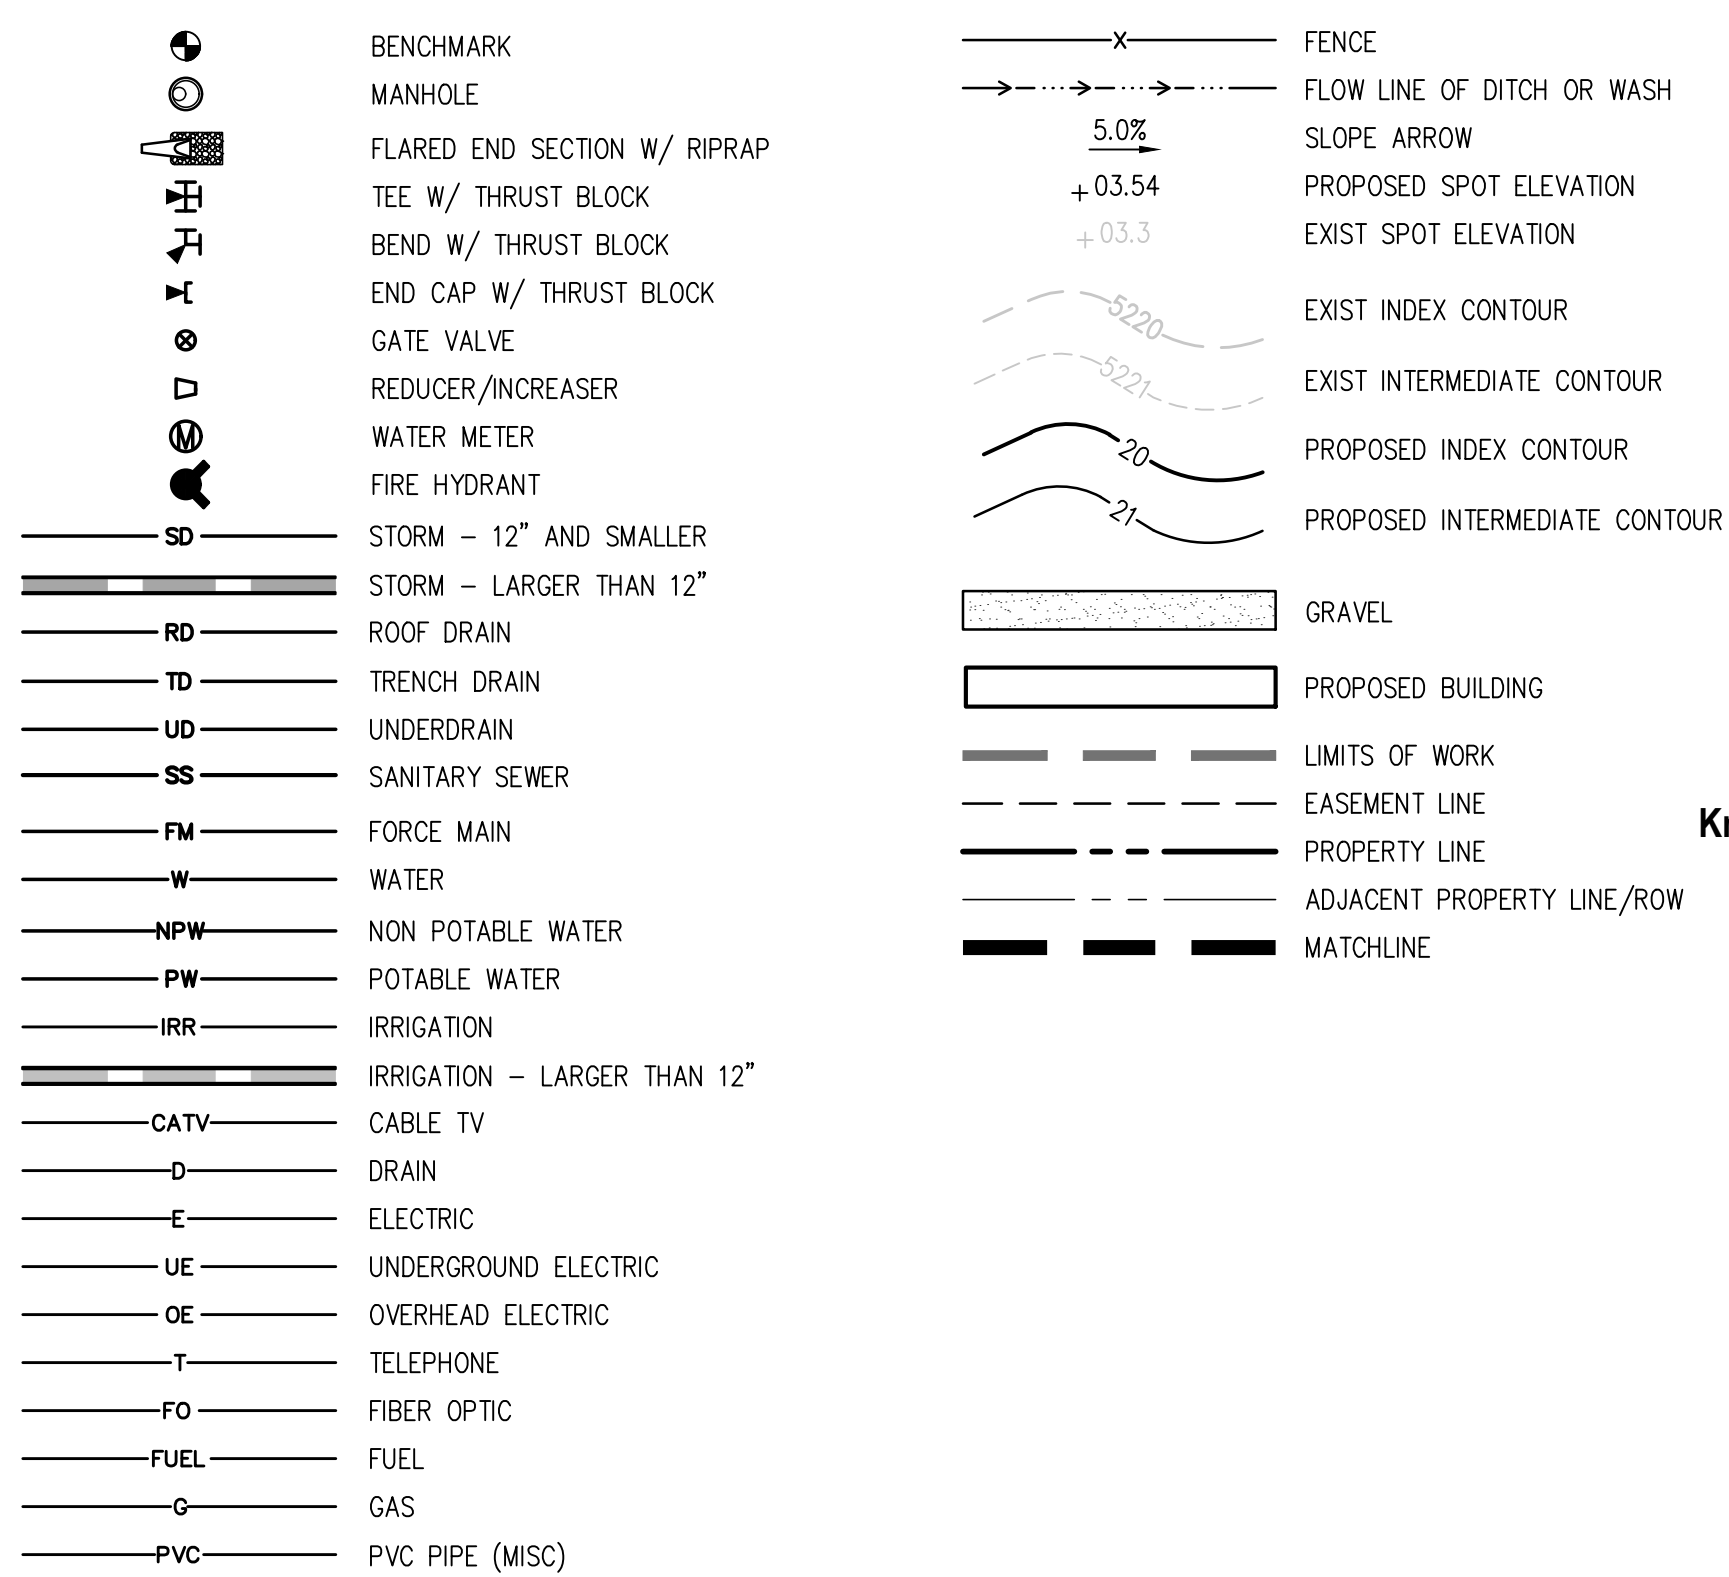 BENCHMARK
MANHOLE
FLARED END SECTION W/ RIPRAP
TEE W/ THRUST BLOCK
BEND W/ THRUST BLOCK
END CAP W/ THRUST BLOCK
GATE VALVE
REDUCER/INCREASER
M WATER METER
FIRE HYDRANT
SD STORM – 12” AND SMALLER
STORM – LARGER THAN 12”
RD ROOF DRAIN
TD TRENCH DRAIN
UD UNDERDRAIN
SS SANITARY SEWER
FM FORCE MAIN
W WATER
NPW NON POTABLE WATER
PW POTABLE WATER
IRR IRRIGATION
IRRIGATION – LARGER THAN 12”
CATV CABLE TV
D DRAIN
E ELECTRIC
UE UNDERGROUND ELECTRIC
OE OVERHEAD ELECTRIC
T TELEPHONE
FO FIBER OPTIC
FUEL FUEL
G GAS
PVC PVC PIPE (MISC)
X FENCE
FLOW LINE OF DITCH OR WASH
5.0% SLOPE ARROW
+03.54 PROPOSED SPOT ELEVATION
+03.3 EXIST SPOT ELEVATION
5220 EXIST INDEX CONTOUR
5221 EXIST INTERMEDIATE CONTOUR
20 PROPOSED INDEX CONTOUR
21 PROPOSED INTERMEDIATE CONTOUR
GRAVEL
PROPOSED BUILDING
LIMITS OF WORK
EASEMENT LINE
PROPERTY LINE
ADJACENT PROPERTY LINE/ROW
MATCHLINE